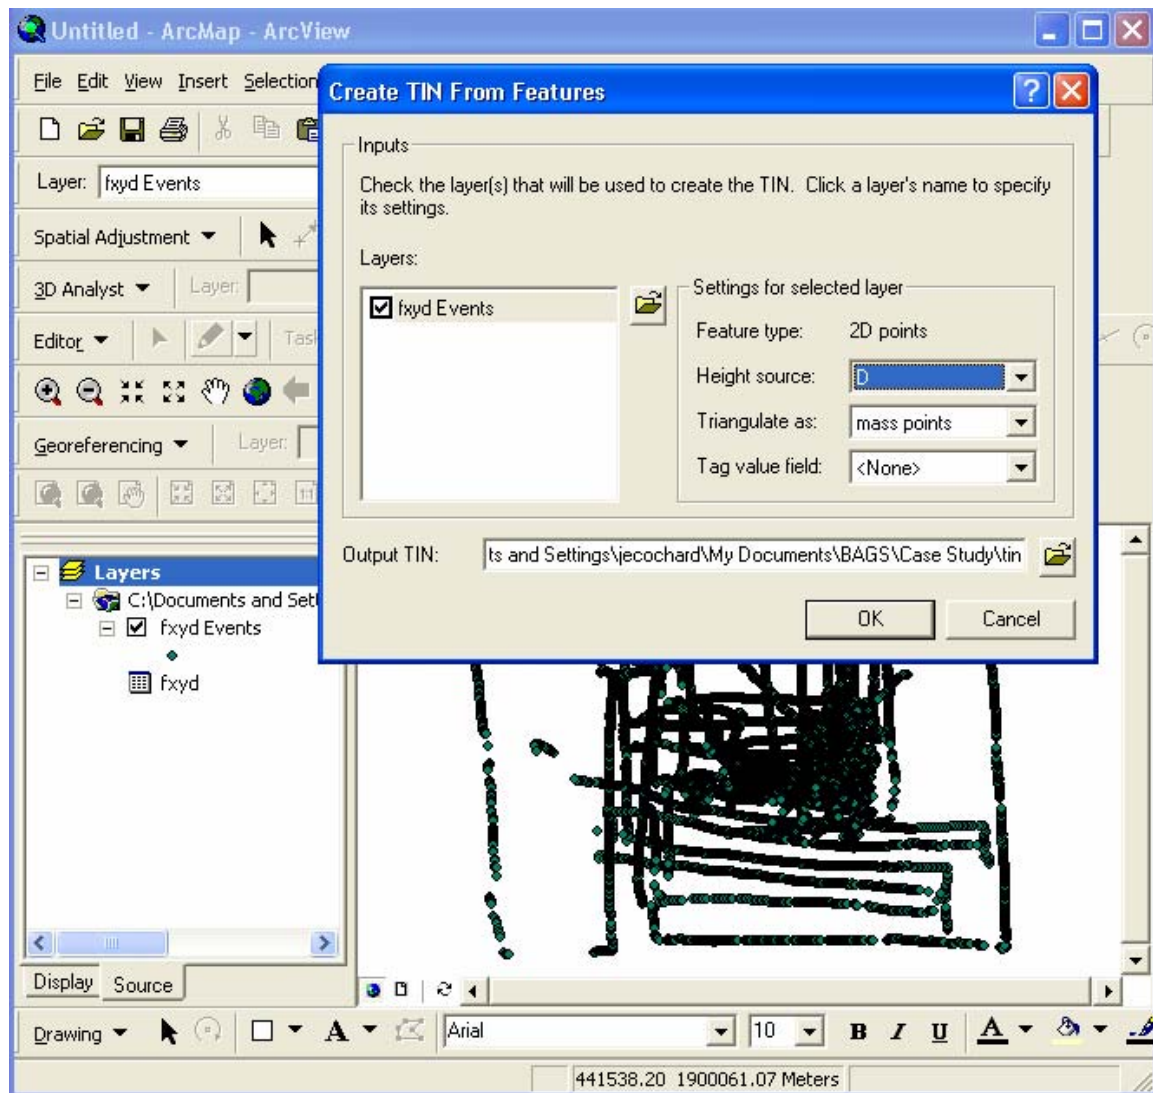 Untitled - ArcMap - ArcView
File Edit View Insert Selection
Create TIN From Features
Inputs
Check the layer(s) that will be used to create the TIN. Click a layer's name to specify
its settings.
Layer: fxyd Events
Spatial Adjustment
Layers:
3D Analyst Layer:
fxyd Events
Settings for selected layer
Feature type: 2D points
Editor
Height source: D
Triangulate as: mass points
Georeferencing Layer:
Tag value field: <None>
1:1
Output TIN: ts and Settings\jecochard\My Documents\BAGS\Case Study\tin
OK Cancel
Layers
C:\Documents and Sett
fxyd Events
fxyd
Display Source
Drawing A Arial 10 B I U A
441538.20 1900061.07 Meters